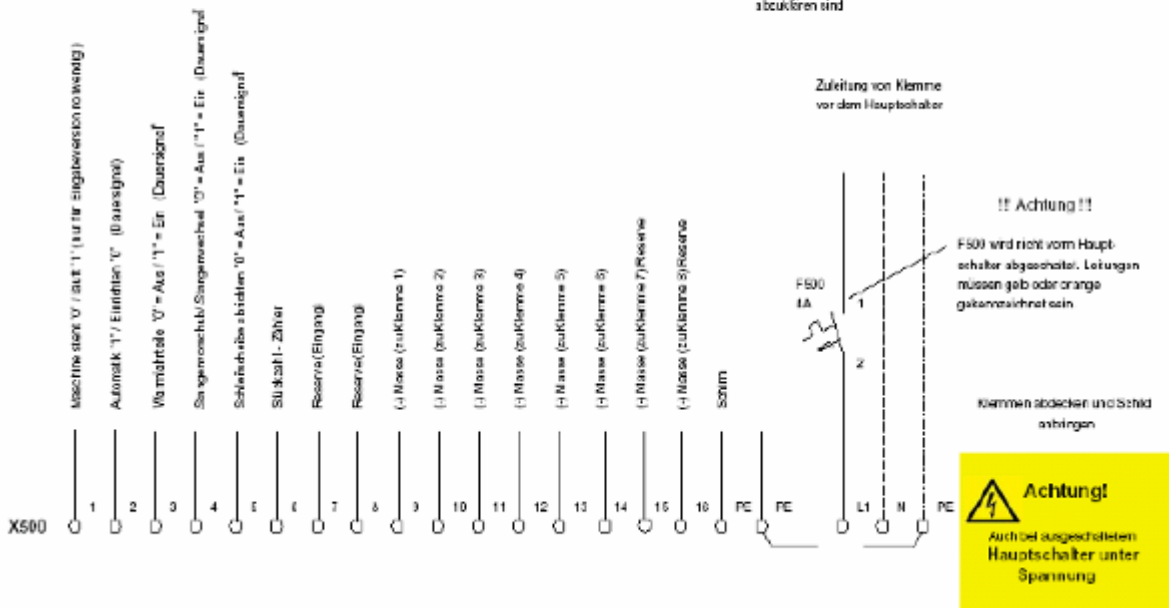 abzuklären sind
Zuleitung von Klemme
vor dem Hauptschalter
Maschine steht "0" / läuft "1" (nur für Eingabeversion notwendig)
Automatik "1" / Einrichten "0" (Dauersignal)
Warmfahrteile "0" = Aus / "1" = Ein (Dauersignal
Stangenvorschub/Stangenwechsel "0" = Aus / "1" = Ein (Dauersignal
Schleifscheibe abrichten "0" = Aus / "1" = Ein (Dauersignal
Stückzahl - Zähler
Reserve (Eingang)
Reserve (Eingang)
(-) Masse (zu Klemme 1)
(-) Masse (zu Klemme 2)
(-) Masse (zu Klemme 3)
(-) Masse (zu Klemme 4)
(-) Masse (zu Klemme 5)
(-) Masse (zu Klemme 6)
(-) Masse (zu Klemme 7) Reserve
(-) Masse (zu Klemme 8) Reserve
Schirm
!! Achtung !!
F500 wird nicht vom Haupt-
schalter abgeschaltet. Leitungen
müssen gelb oder orange
gekennzeichnet sein
F500
4A
1
2
Klemmen abdecken und Schild
anbringen
X500 1 2 3 4 5 6 7 8 9 10 11 12 13 14 15 16 PE PE L1 N PE
Achtung!
Auch bei ausgeschaltetem
Hauptschalter unter
Spannung